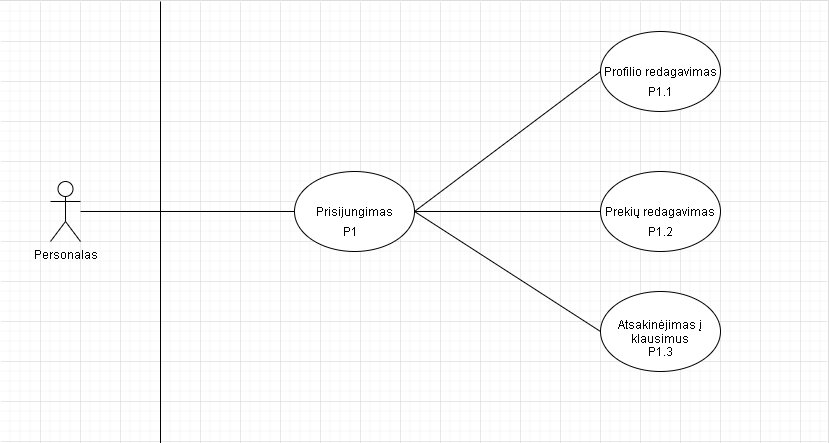 Profilio redagavimas
P1.1
Personalas
Prisijungimas
P1
Prekių redagavimas
P1.2
Atsakinėjimas į
klausimus
P1.3